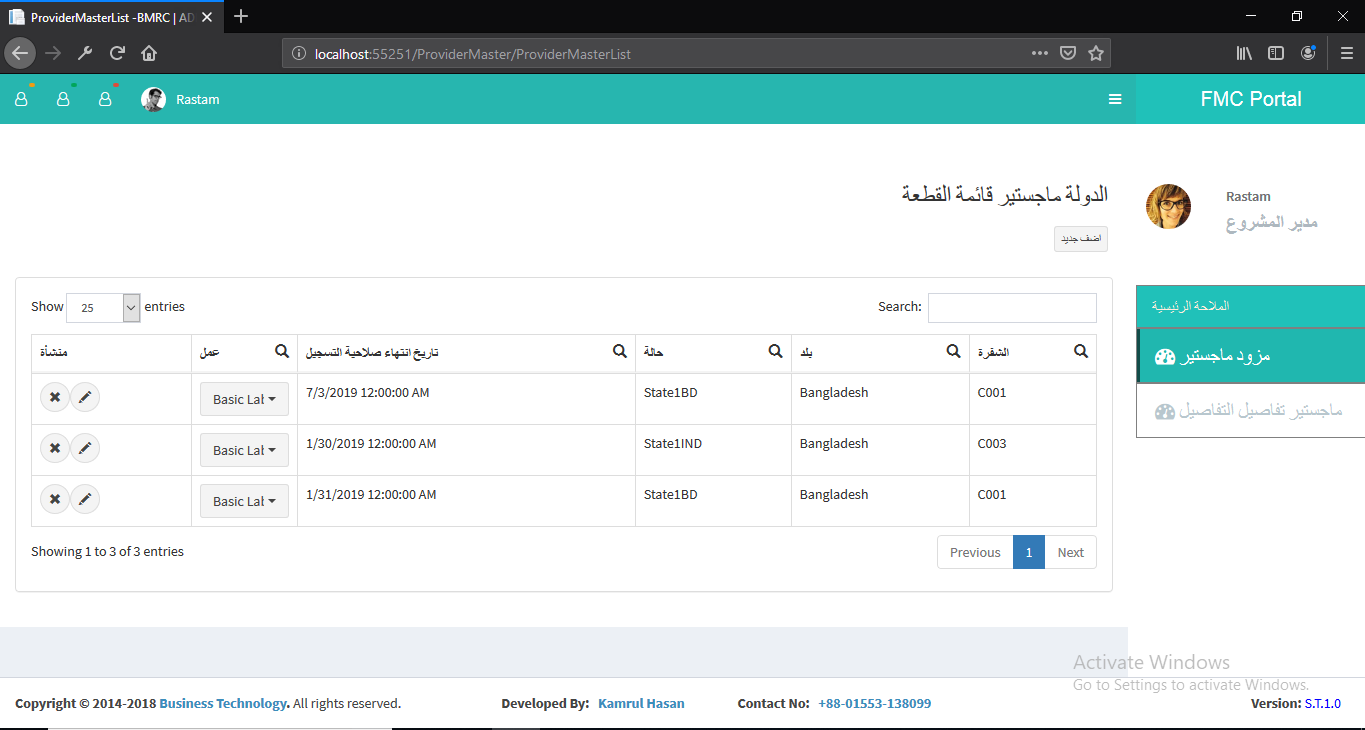 ProviderMasterList -BMRC | AD
localhost:55251/ProviderMaster/ProviderMasterList
Rastam
FMC Portal
الدولة ماجستير قائمة القطعة
اضف جديد
Rastam
مدير المشروع
الملاحة الرئيسية
مزود ماجستير
ماجستير تفاصيل التفاصيل
Show 25 entries
Search:
منشأة عمل تاريخ انتهاء صلاحية التسجيل حالة بلد الشفرة
Basic Lab 7/3/2019 12:00:00 AM State1BD Bangladesh C001
Basic Lab 1/30/2019 12:00:00 AM State1IND Bangladesh C003
Basic Lab 1/31/2019 12:00:00 AM State1BD Bangladesh C001
Showing 1 to 3 of 3 entries
Previous 1 Next
Activate Windows
Go to Settings to activate Windows.
Copyright © 2014-2018 Business Technology. All rights reserved. Developed By: Kamrul Hasan Contact No: +88-01553-138099 Version: S.T.1.0